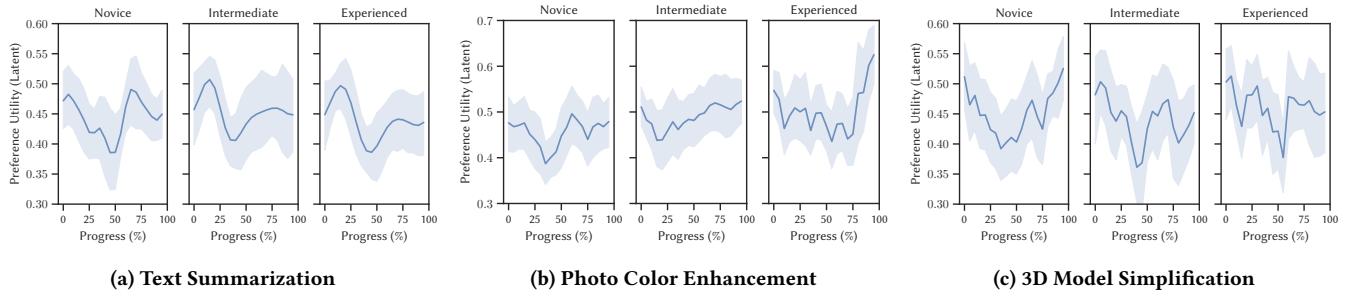 Novice Intermediate Experienced
Preference Utility (Latent)
0.60
0.55
0.50
0.45
0.40
0.35
0.30
0 25 50 75 100 0 25 50 75 100 0 25 50 75 100
Progress (%) Progress (%) Progress (%)
(a) Text Summarization
Novice Intermediate Experienced
Preference Utility (Latent)
0.7
0.6
0.5
0.4
0.3
0 25 50 75 100 0 25 50 75 100 0 25 50 75 100
Progress (%) Progress (%) Progress (%)
(b) Photo Color Enhancement
Novice Intermediate Experienced
Preference Utility (Latent)
0.60
0.55
0.50
0.45
0.40
0.35
0.30
0 25 50 75 100 0 25 50 75 100 0 25 50 75 100
Progress (%) Progress (%) Progress (%)
(c) 3D Model Simplification